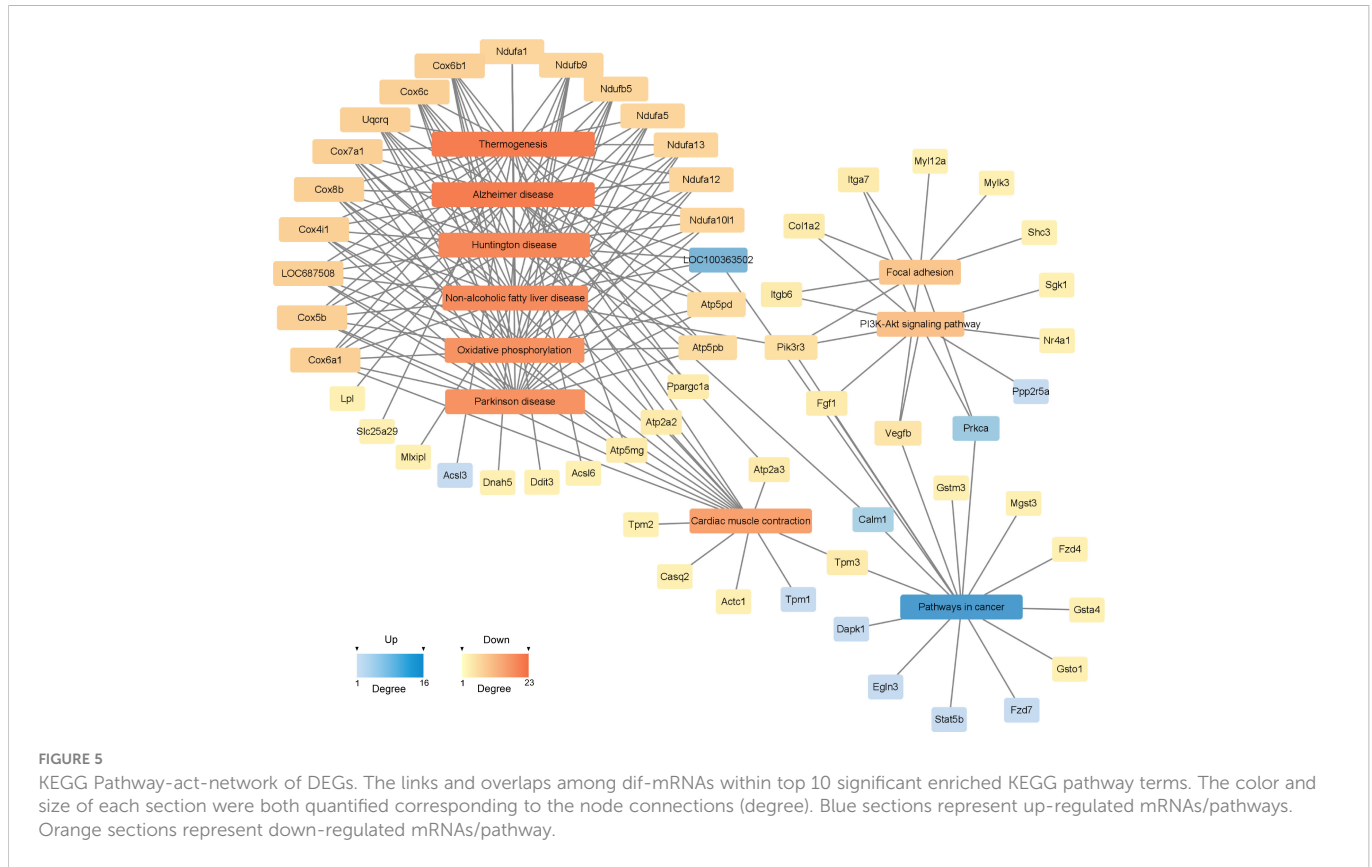 Ndufa1
Cox6b1
Ndufb9
Cox6c
Ndufb5
Uqcrq
Ndufa5
Thermogenesis
Ndufa13
Cox7a1
Myl12a
Itga7
Mylk3
Ndufa12
Cox8b
Alzheimer disease
Ndufa10l1
Col1a2
Cox4i1
Shc3
Huntington disease
LOC100363502
LOC687508
Focal adhesion
Sgk1
Itgb6
Non-alcoholic fatty liver disease
Atp5pd
Cox5b
PI3K-Akt signaling pathway
Nr4a1
Pik3r3
Atp5pb
Oxidative phosphorylation
Cox6a1
Ppargc1a
Ppp2r5a
Lpl
Parkinson disease
Fgf1
Atp2a2
Slc25a29
Vegfb
Prkca
Atp5mg
Mlxipl
Acsl3
Dnah5
Ddit3
Acsl6
Atp2a3
Gstm3
Mgst3
Tpm2
Cardiac muscle contraction
Calm1
Fzd4
Tpm3
Casq2
Actc1
Tpm1
Pathways in cancer
Gsta4
Dapk1
Up
Down
Gsto1
Egln3
1
16
1
23
Degree
Degree
Stat5b
Fzd7
FIGURE 5
KEGG Pathway-act-network of DEGs. The links and overlaps among dif-mRNAs within top 10 significant enriched KEGG pathway terms. The color and
size of each section were both quantified corresponding to the node connections (degree). Blue sections represent up-regulated mRNAs/pathways.
Orange sections represent down-regulated mRNAs/pathway.